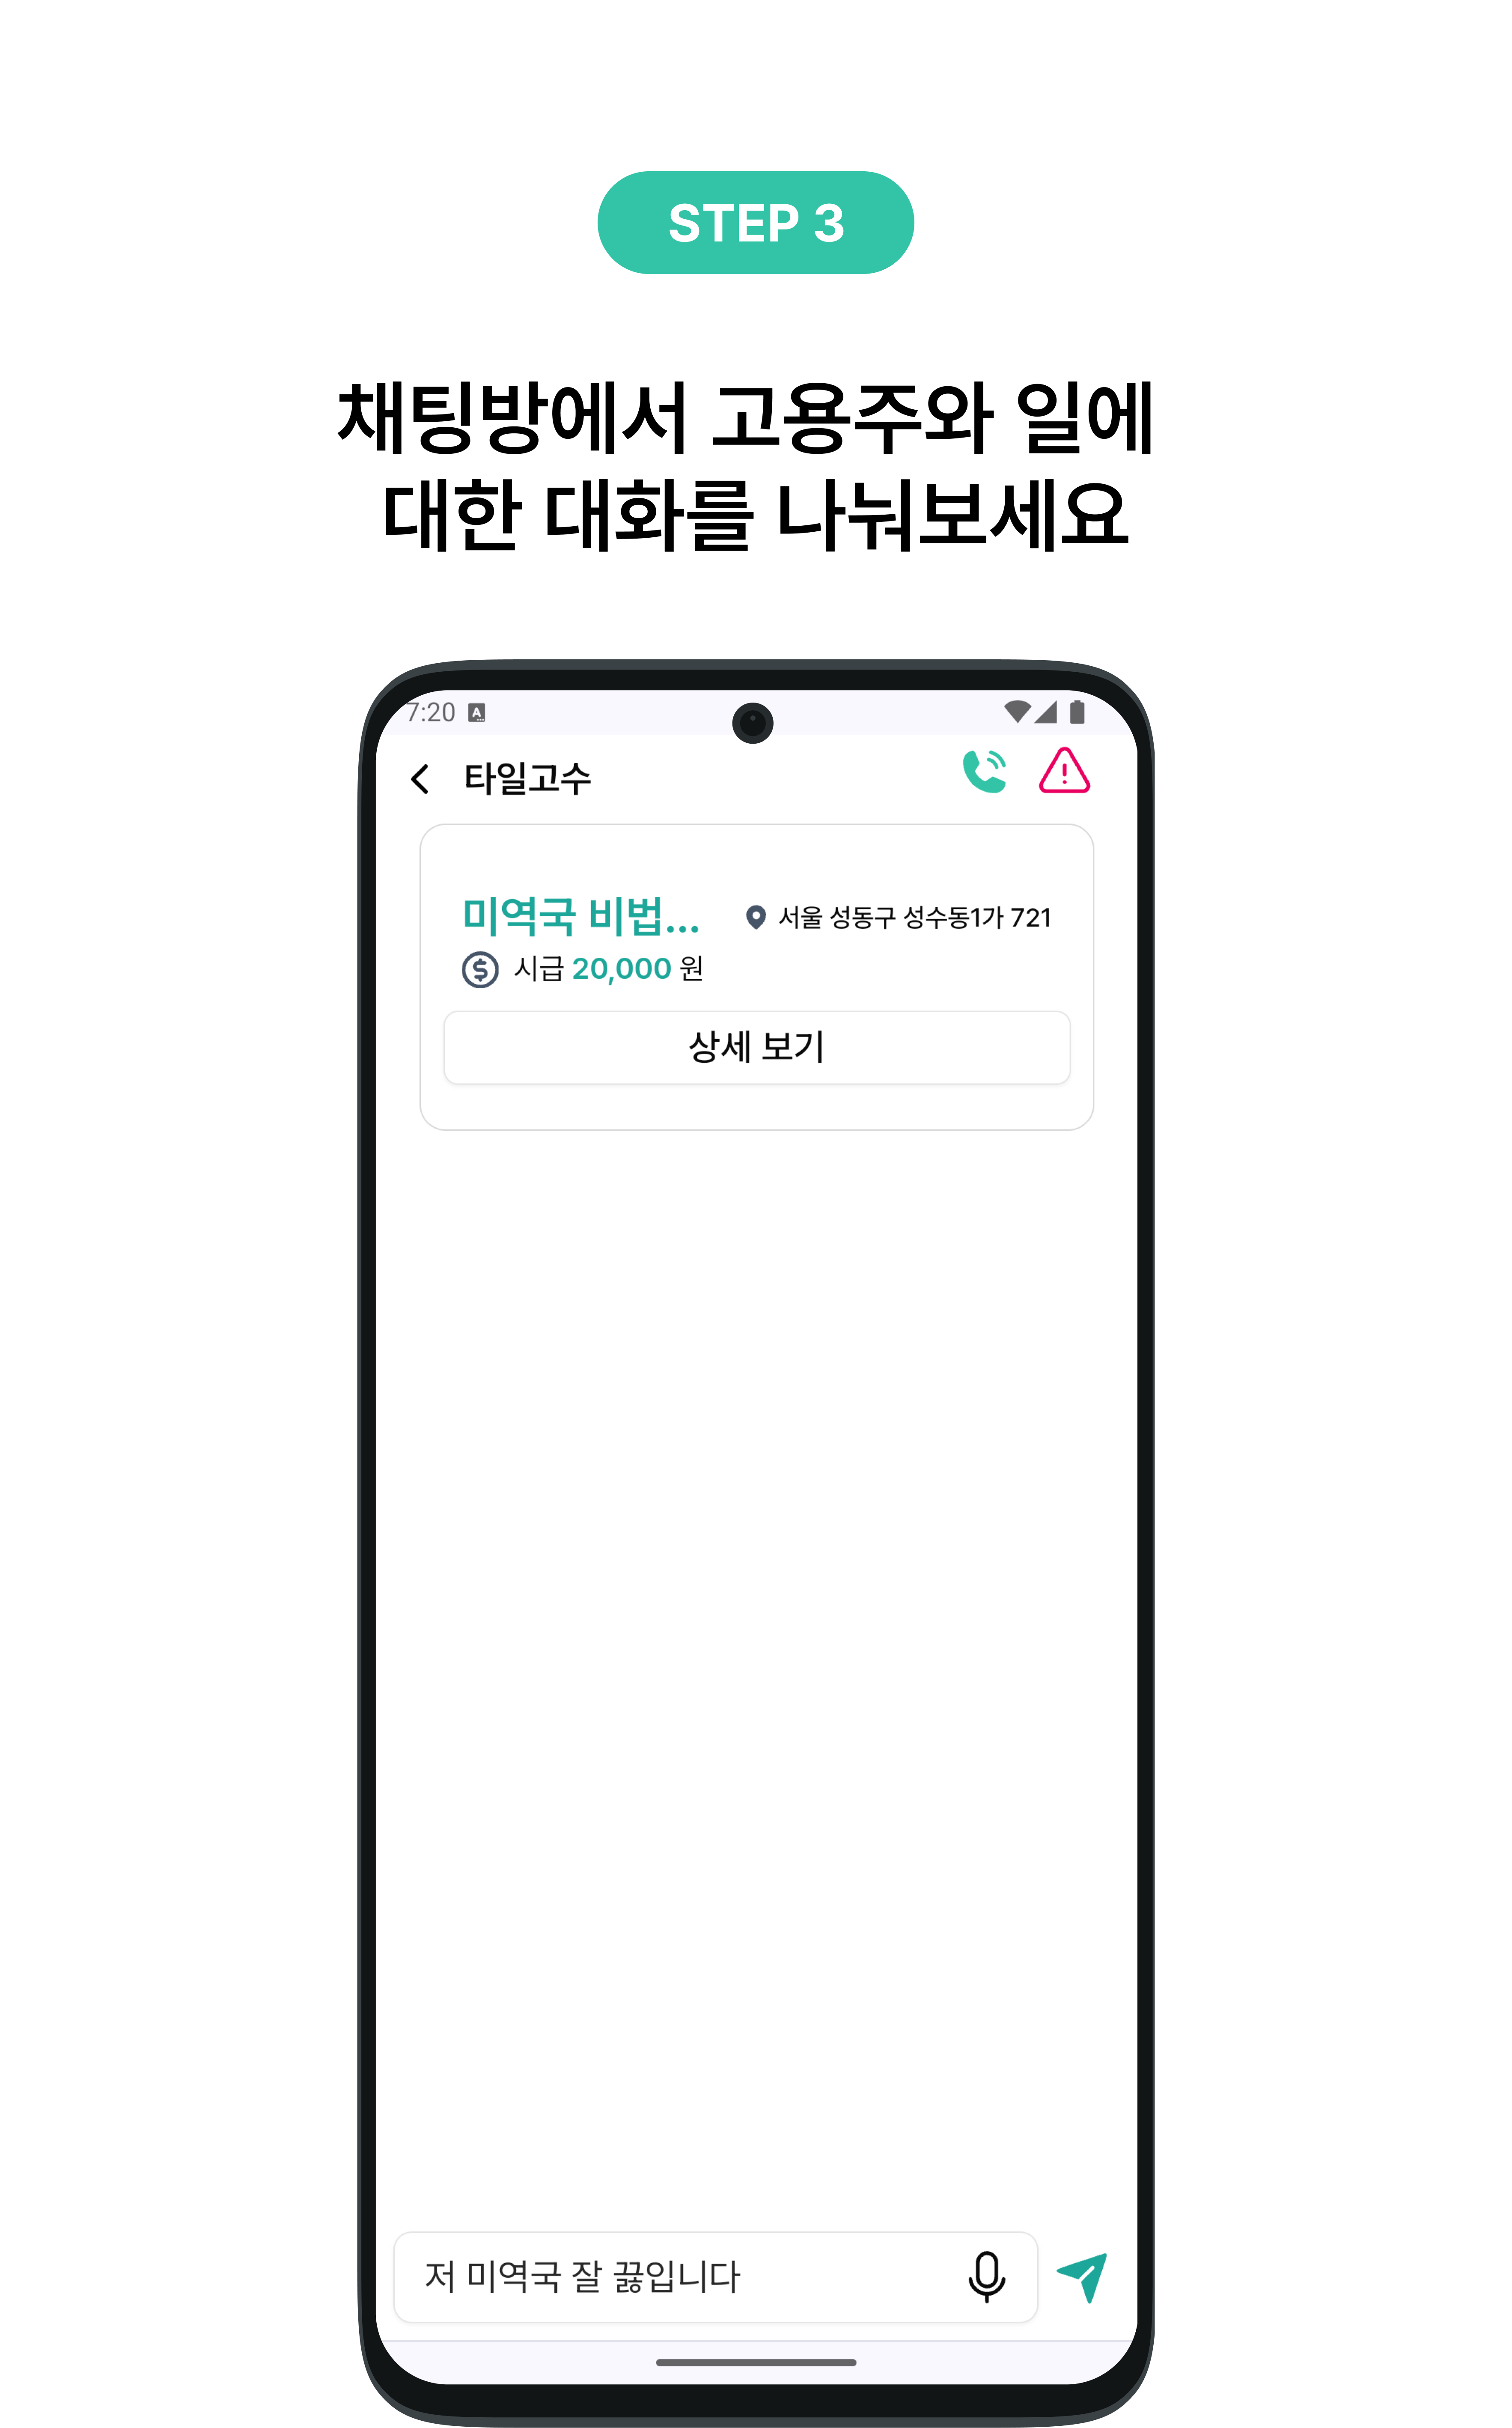 STEP 3
채팅방에서 고용주와 일에
대한 대화를 나눠보세요
7:20 A
타일고수
미역국 비법...
서울 성동구 성수동1가 721
시급 20,000 원
상세 보기
저 미역국 잘 끓입니다